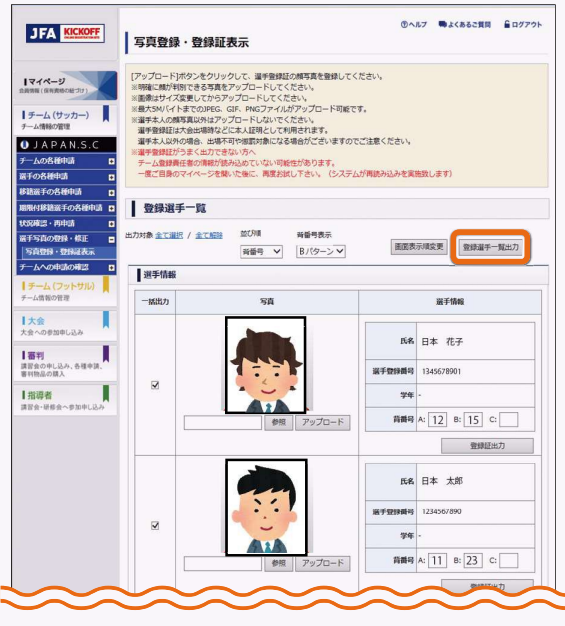 JFA KICKOFF
①ヘルプ よくあるご質問 ログアウト
写真登録・登録証表示
マイページ
チーム (サッカー)
チーム情報の管理
JAPAN.S.C
チームの各種申請
選手の各種申請
移籍選手の各種申請
期限付移籍選手の各種申請
状況確認・再申請
選手写真の登録・修正
写真登録・登録証表示
チームへの申請の確認
チーム (フットサル)
チーム情報の管理
大会
大会への参加申し込み
審判
講習会の申し込み、各種申請、
審判物品の購入
指導者
講習会・研修会へ参加申し込み
[アップロード]ボタンをクリックして、選手登録証の顔写真を登録してください。
※明確に顔が判別できる写真をアップロードしてください。
※画像はサイズ変更してからアップロードしてください。
※最大5Mバイトまでの JPEG、GIF、PNGファイルがアップロード可能です。
※選手本人の顔写真以外はアップロードしないでください。
選手登録証は大会出場時などに本人証明として利用されます。
選手本人以外の場合、出場不可や懲罰対象になる場合がございますのでご注意ください。
※選手登録証がうまく出力できない方へ
チーム登録責任者の情報が読み込めていない可能性があります。
一度ご自身のマイページを開いた後に、再度お試し下さい。（システムが再読み込みを実施致します）
登録選手一覧
出力対象 全て選択 / 全て解除
並び順
背番号
背番号表示
Bパターン
画面表示順変更
登録選手一覧出力
選手情報
一括出力 写真 選手情報
氏名 日本 花子
選手登録番号 1345678901
学年 -
背番号 A: 12 B: 15 C:
参照 アップロード
登録証出力
氏名 日本 太郎
選手登録番号 1234567890
学年 -
背番号 A: 11 B: 23 C:
参照 アップロード
登録証出力